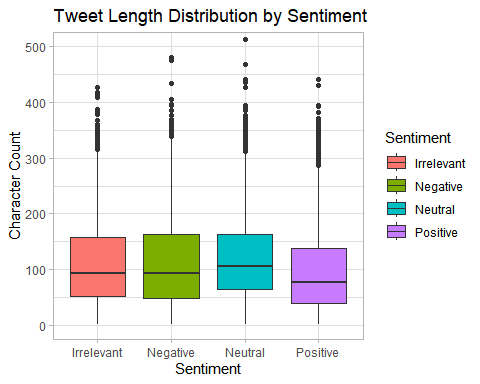 Tweet Length Distribution by Sentiment
500
400
300
200
100
0
Character Count
Irrelevant Negative Neutral Positive
Sentiment
Sentiment
Irrelevant
Negative
Neutral
Positive